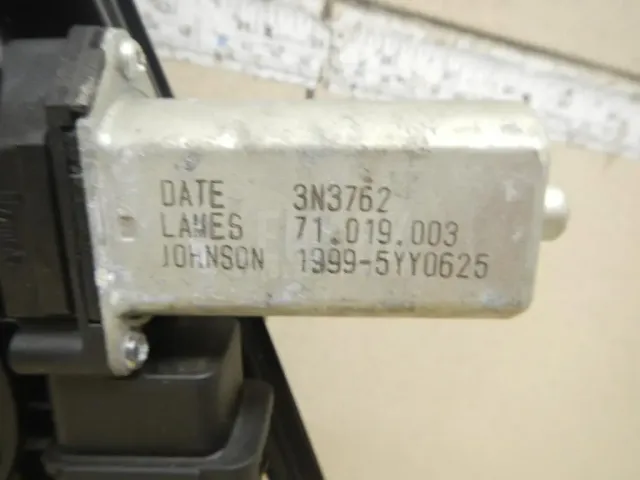 DATE 3N3762
LAMES 71.019.003
JOHNSON 1999-5YY0625